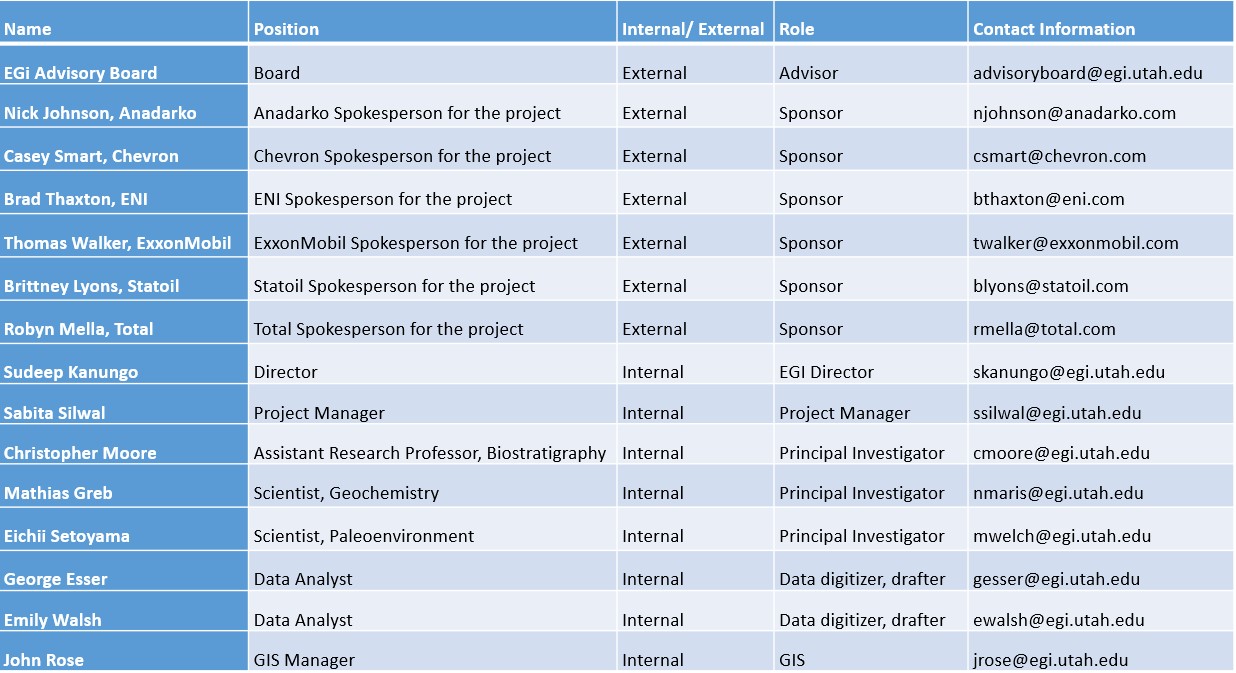 Name Position Internal/ External Role Contact Information
EGi Advisory Board Board External Advisor advisoryboard@egi.utah.edu
Nick Johnson, Anadarko Anadarko Spokesperson for the project External Sponsor njohnson@anadarko.com
Casey Smart, Chevron Chevron Spokesperson for the project External Sponsor csmart@chevron.com
Brad Thaxton, ENI ENI Spokesperson for the project External Sponsor bthaxton@eni.com
Thomas Walker, ExxonMobil ExxonMobil Spokesperson for the project External Sponsor twalker@exxonmobil.com
Brittney Lyons, Statoil Statoil Spokesperson for the project External Sponsor blyons@statoil.com
Robyn Mella, Total Total Spokesperson for the project External Sponsor rmella@total.com
Sudeep Kanungo Director Internal EGI Director skanungo@egi.utah.edu
Sabita Silwal Project Manager Internal Project Manager ssilwal@egi.utah.edu
Christopher Moore Assistant Research Professor, Biostratigraphy Internal Principal Investigator cmoore@egi.utah.edu
Mathias Greb Scientist, Geochemistry Internal Principal Investigator nmaris@egi.utah.edu
Eichii Setoyama Scientist, Paleoenvironment Internal Principal Investigator mwelch@egi.utah.edu
George Esser Data Analyst Internal Data digitizer, drafter gesser@egi.utah.edu
Emily Walsh Data Analyst Internal Data digitizer, drafter ewalsh@egi.utah.edu
John Rose GIS Manager Internal GIS jrose@egi.utah.edu